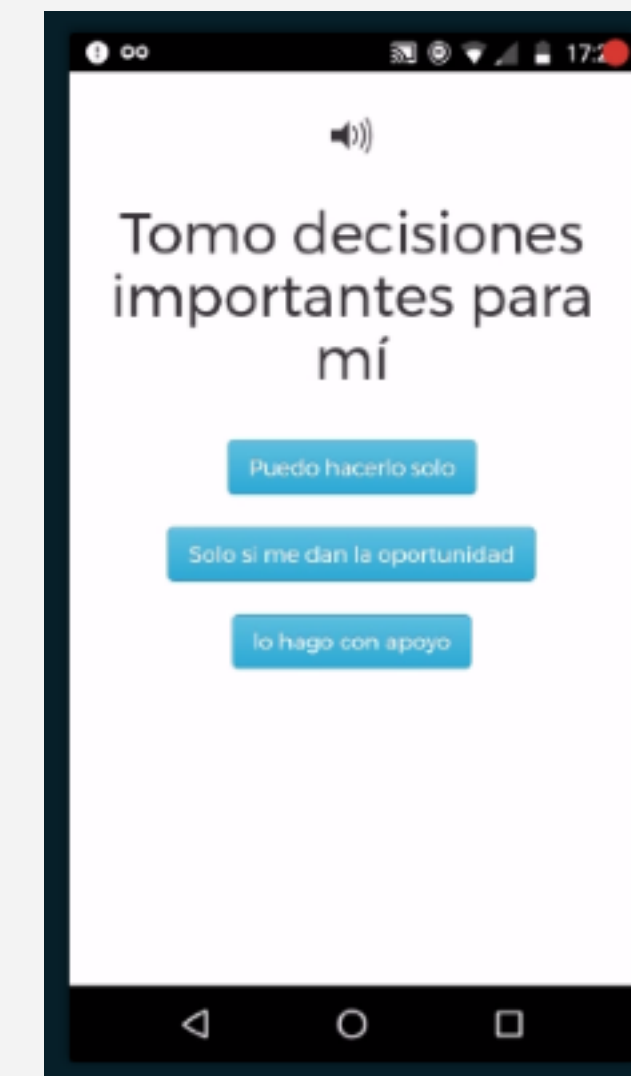 Tomo decisiones
importantes para
mí
Puedo hacerlo solo
Solo si me dan la oportunidad
lo hago con apoyo